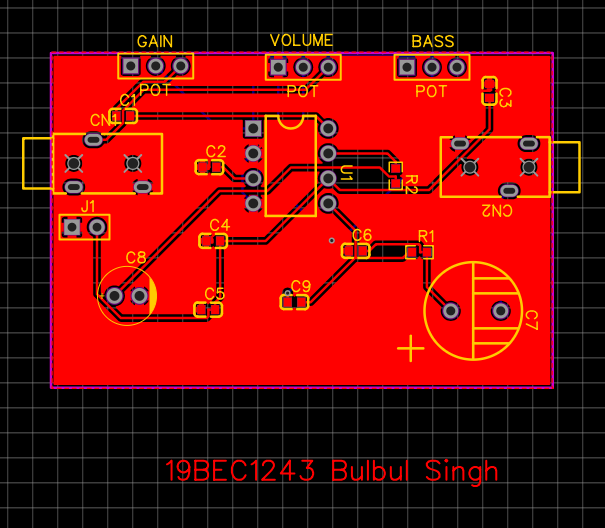 GAIN VOLUME BASS
POT POT POT
C1 C3
CN1
C2 U1 R2
J1 CN2
C4 C6 R1
C8 C9 C5 C7
+
19BEC1243 Bulbul Singh